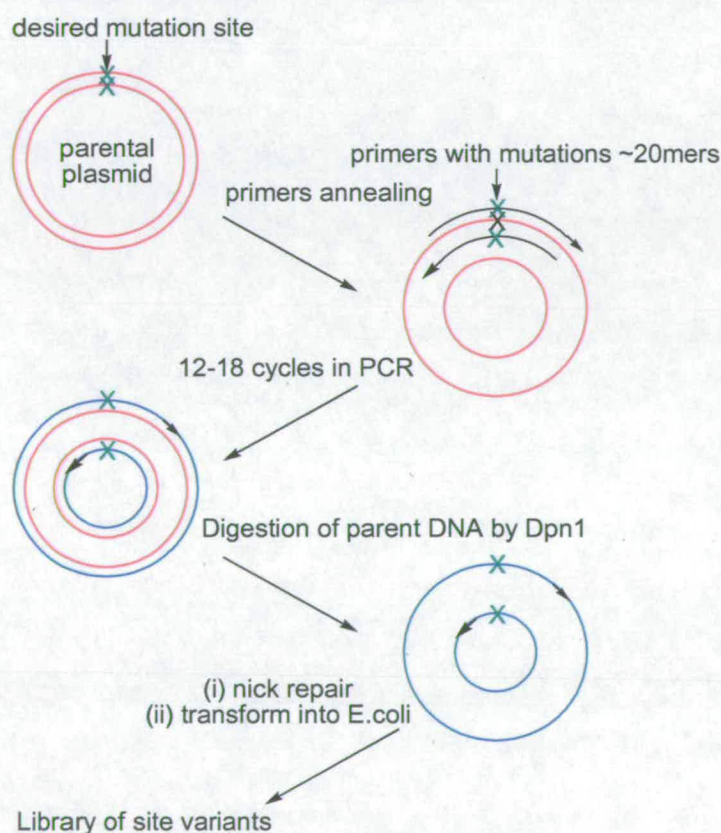 desired mutation site
parental
plasmid
primers with mutations ~20mers
primers annealing
12-18 cycles in PCR
Digestion of parent DNA by Dpn1
(i) nick repair
(ii) transform into E.coli
Library of site variants